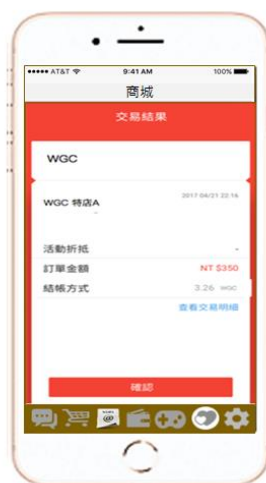 AT&T 9:41 AM 100%
商城
交易結果
WGC
WGC 特店A 2017-04/21 22:16
-
活動折抵 -
訂單金額 NT $350
結帳方式 3.26 WGC
查看交易明細
確認